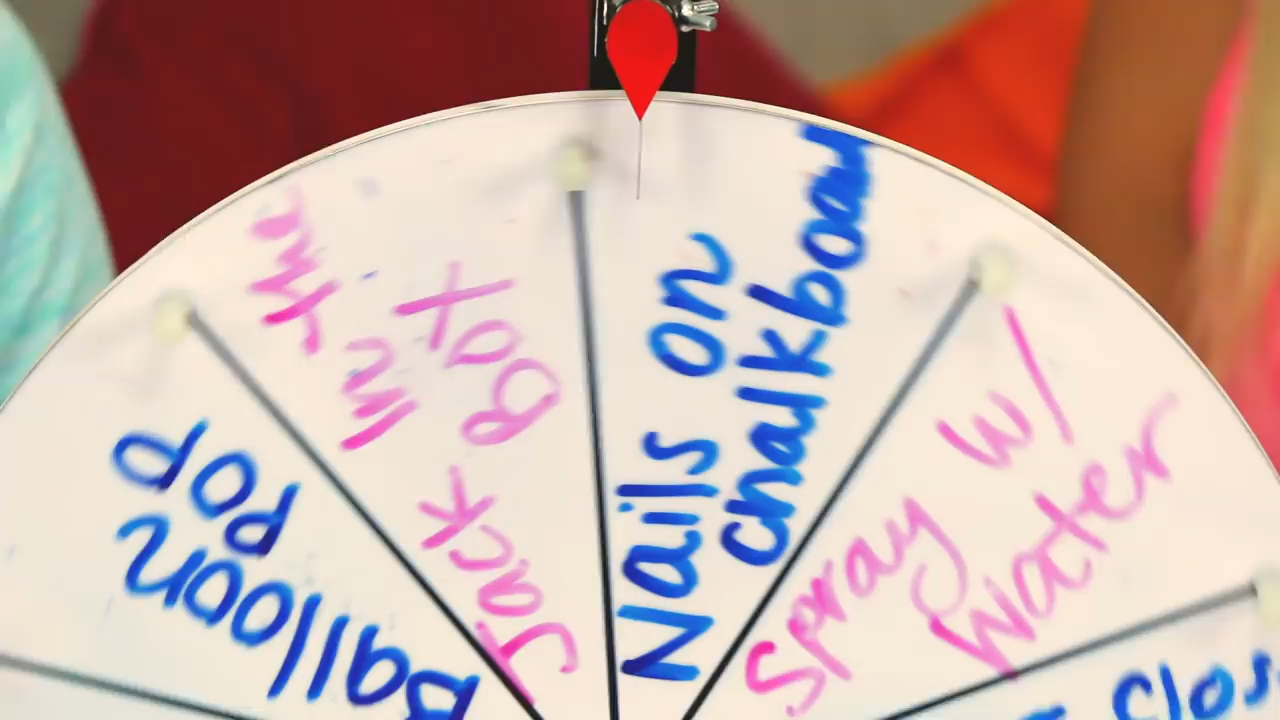 Balloon
Pop
Jack In the
Box
Nails on
chalkboard
Spray w/
Water